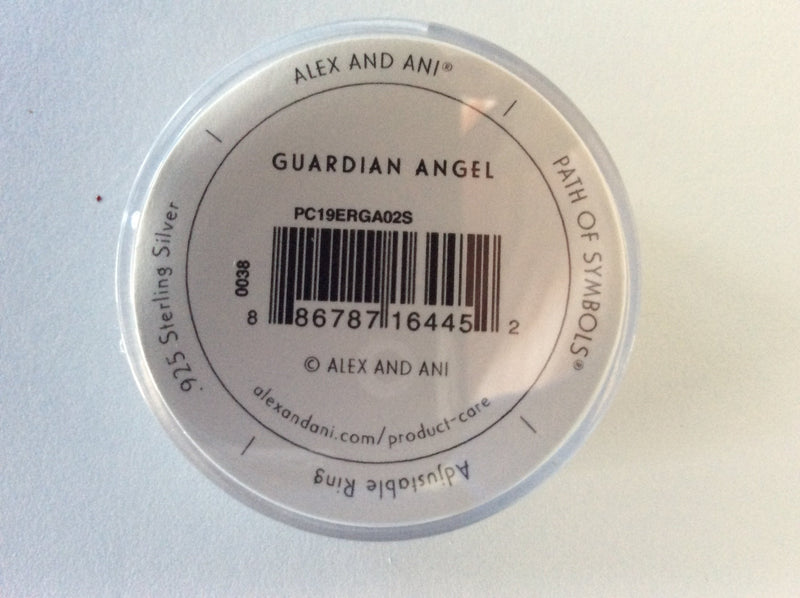 ALEX AND ANI®
PATH OF SYMBOLS®
Adjustable Ring
.925 Sterling Silver
GUARDIAN ANGEL
PC19ERGA02S
0038
8 86787 16445 2
© ALEX AND ANI
alexandani.com/product-care